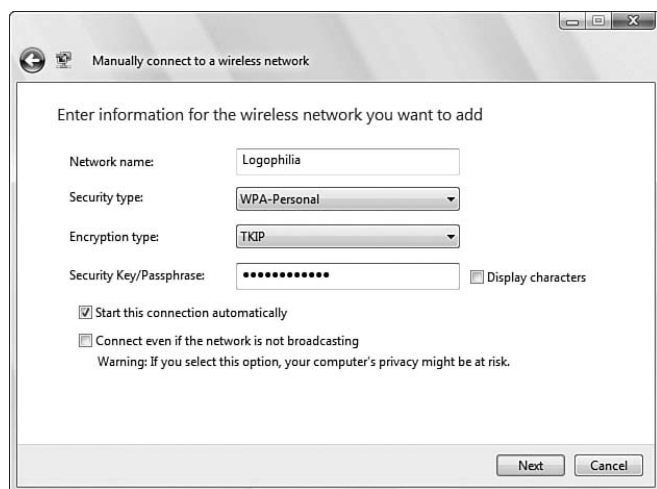 Manually connect to a wireless network
Enter information for the wireless network you want to add
Network name: Logophilia
Security type: WPA-Personal
Encryption type: TKIP
Security Key/Passphrase: ●●●●●●●●●●●● Display characters
Start this connection automatically
Connect even if the network is not broadcasting
Warning: If you select this option, your computer's privacy might be at risk.
Next Cancel